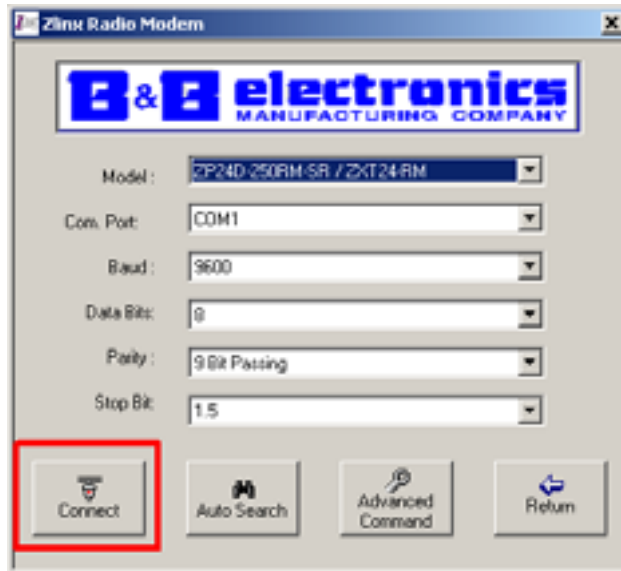 Zlinx Radio Modem
B&B electronics
MANUFACTURING COMPANY
Model : ZP24D-250RM-SR / ZXT24-RM
Com. Port: COM1
Baud : 9600
Data Bits: 8
Parity : 9 Bit Passing
Stop Bit: 1.5
Connect
Auto Search
Advanced
Command
Return